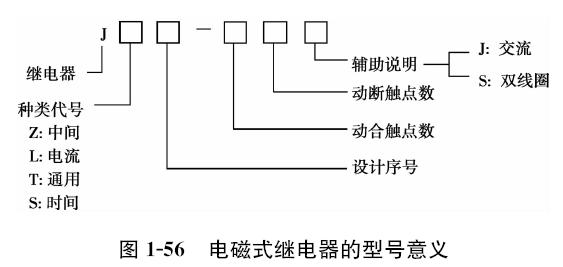 J □ □ － □ □ □
继电器
种类代号
Z: 中间
L: 电流
T: 通用
S: 时间
辅助说明
J: 交流
S: 双线圈
动断触点数
动合触点数
设计序号
图 1-56 电磁式继电器的型号意义